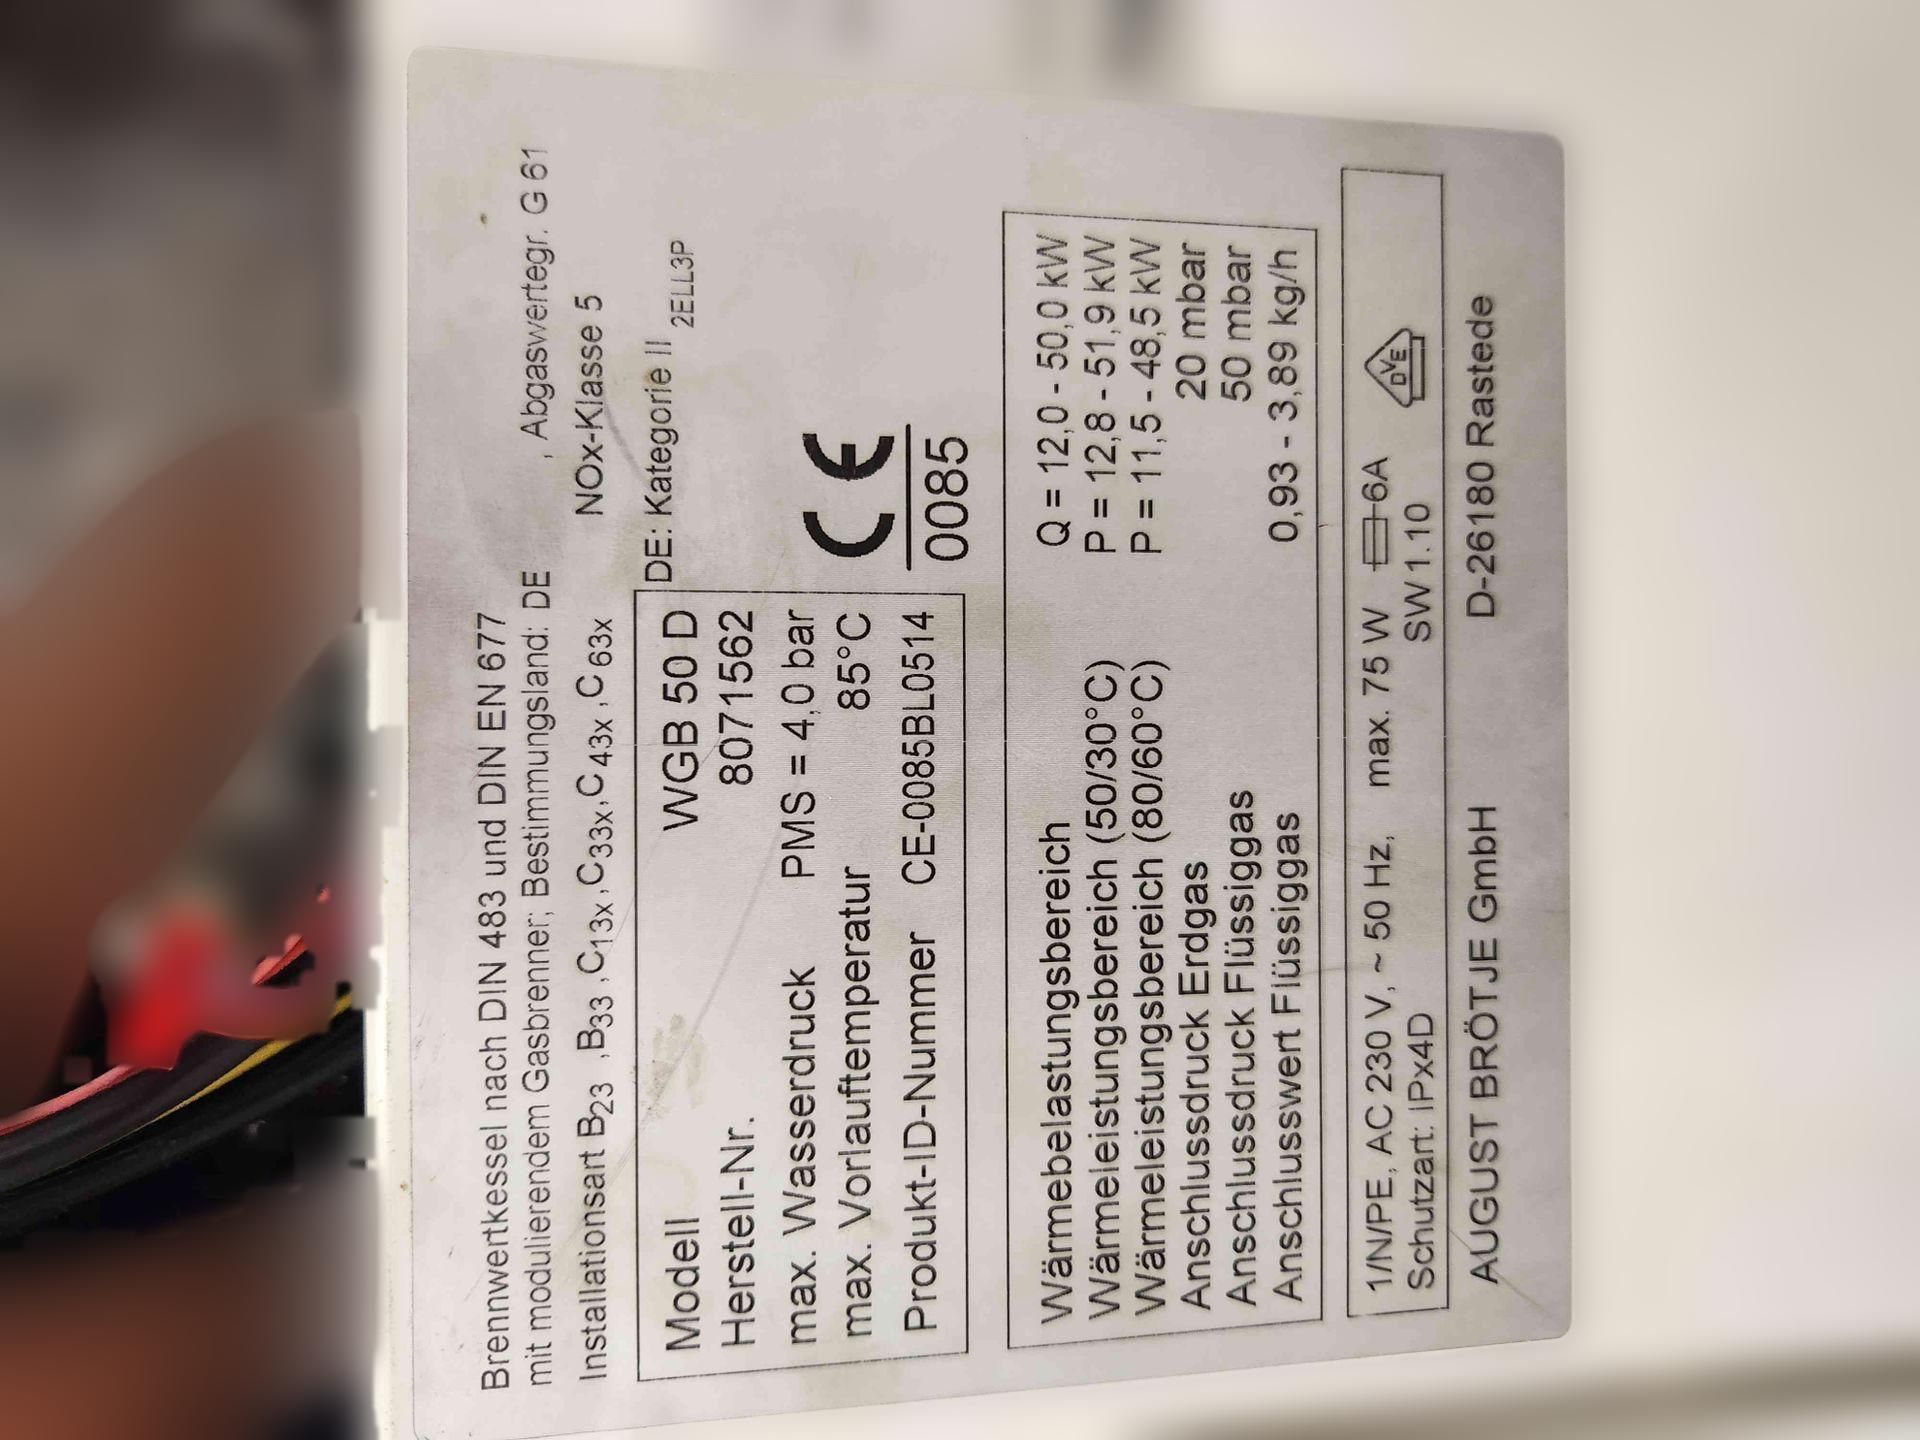 Brennwertkessel nach DIN 483 und DIN EN 677
mit modulierendem Gasbrenner; Bestimmungsland: DE , Abgaswertegr. G 61
Installationsart B23 ,B33 ,C13x ,C33x,C43x ,C63x NOx-Klasse 5
DE: Kategorie II 2ELL3P
Modell WGB 50 D
Herstell-Nr. 8071562
max. Wasserdruck PMS = 4,0 bar
max. Vorlauftemperatur 85°C
Produkt-ID-Nummer CE-0085BL0514
CE
0085
Wärmebelastungsbereich Q = 12,0 - 50,0 kW
Wärmeleistungsbereich (50/30°C) P = 12,8 - 51,9 kW
Wärmeleistungsbereich (80/60°C) P = 11,5 - 48,5 kW
Anschlussdruck Erdgas 20 mbar
Anschlussdruck Flüssiggas 50 mbar
Anschlusswert Flüssiggas 0,93 - 3,89 kg/h
1/N/PE, AC 230 V, ~ 50 Hz, max. 75 W 6A
Schutzart: IPx4D SW 1.10
DVE
AUGUST BRÖTJE GmbH D-26180 Rastede